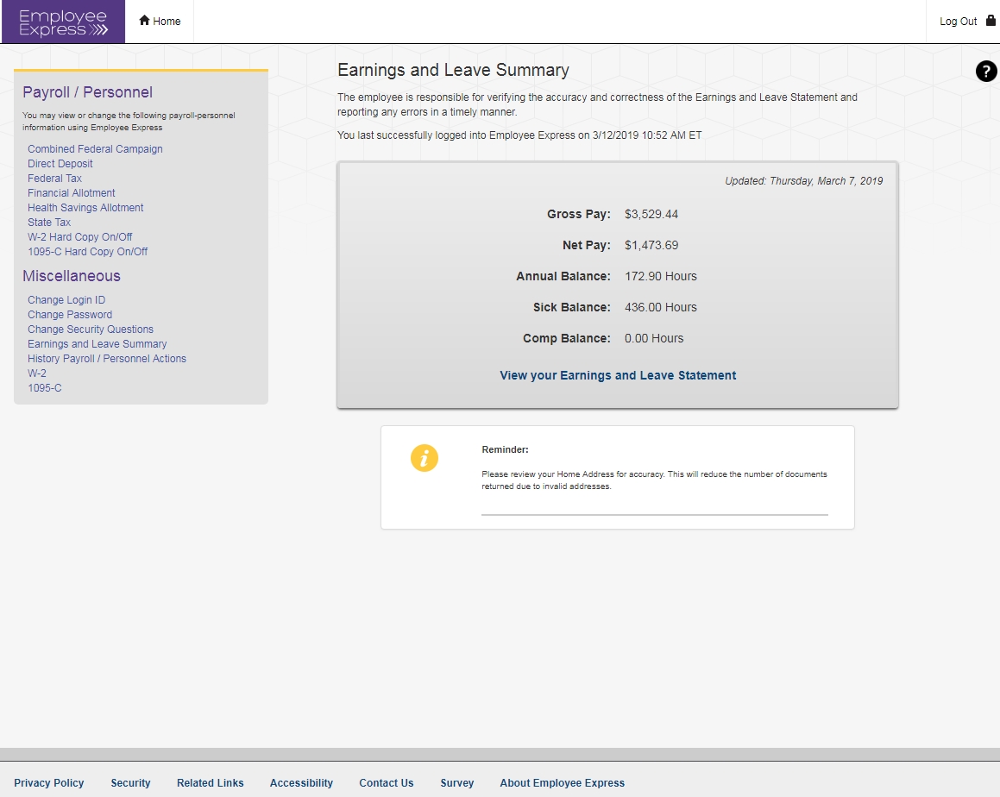 Employee
Express
Home
Log Out
Payroll / Personnel
You may view or change the following payroll-personnel
information using Employee Express
Combined Federal Campaign
Direct Deposit
Federal Tax
Financial Allotment
Health Savings Allotment
State Tax
W-2 Hard Copy On/Off
1095-C Hard Copy On/Off
Miscellaneous
Change Login ID
Change Password
Change Security Questions
Earnings and Leave Summary
History Payroll / Personnel Actions
W-2
1095-C
Earnings and Leave Summary
?
The employee is responsible for verifying the accuracy and correctness of the Earnings and Leave Statement and
reporting any errors in a timely manner.
You last successfully logged into Employee Express on 3/12/2019 10:52 AM ET
Updated: Thursday, March 7, 2019
Gross Pay: $3,529.44
Net Pay: $1,473.69
Annual Balance: 172.90 Hours
Sick Balance: 436.00 Hours
Comp Balance: 0.00 Hours
View your Earnings and Leave Statement
i
Reminder:
Please review your Home Address for accuracy. This will reduce the number of documents
returned due to invalid addresses.
Privacy Policy Security Related Links Accessibility Contact Us Survey About Employee Express